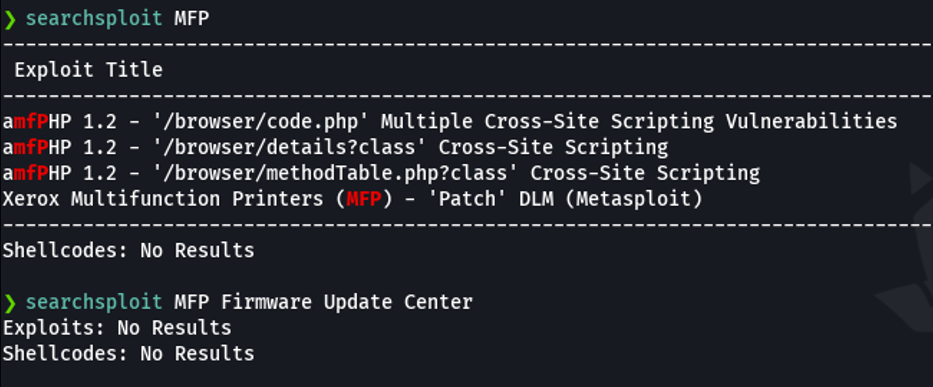 ❯ searchsploit MFP
--------------------------------------------------------------------------------
Exploit Title
--------------------------------------------------------------------------------
amfPHP 1.2 - '/browser/code.php' Multiple Cross-Site Scripting Vulnerabilities
amfPHP 1.2 - '/browser/details?class' Cross-Site Scripting
amfPHP 1.2 - '/browser/methodTable.php?class' Cross-Site Scripting
Xerox Multifunction Printers (MFP) - 'Patch' DLM (Metasploit)
--------------------------------------------------------------------------------
Shellcodes: No Results
❯ searchsploit MFP Firmware Update Center
Exploits: No Results
Shellcodes: No Results